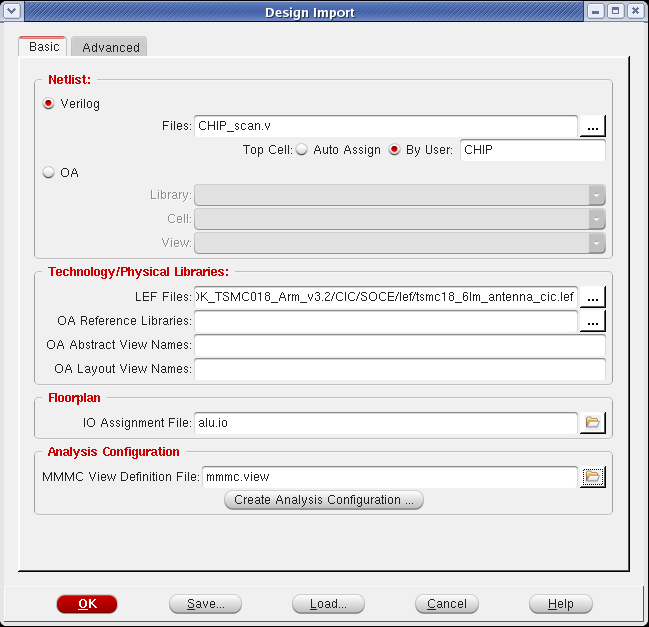 Design Import
Basic Advanced
Netlist:
Verilog
Files: CHIP_scan.v ...
Top Cell: Auto Assign By User: CHIP
OA
Library:
Cell:
View:
Technology/Physical Libraries:
LEF Files: K_TSMC018_Arm_v3.2/CIC/SOCE/lef/tsmc18_6lm_antenna_cic.lef ...
OA Reference Libraries: ...
OA Abstract View Names:
OA Layout View Names:
Floorplan
IO Assignment File: alu.io
Analysis Configuration
MMMC View Definition File: mmmc.view
Create Analysis Configuration ...
OK Save... Load... Cancel Help